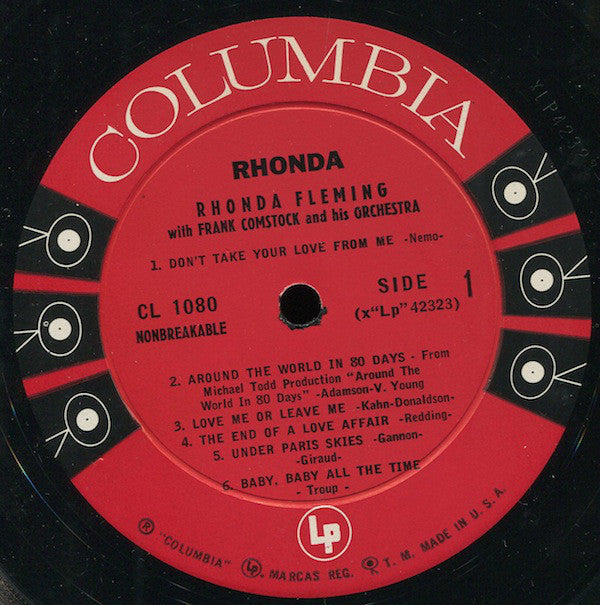 COLUMBIA
RHONDA
RHONDA FLEMING
with FRANK COMSTOCK and his ORCHESTRA
1. DON'T TAKE YOUR LOVE FROM ME -Nemo-
CL 1080
NONBREAKABLE
SIDE 1
(x"Lp" 42323)
2. AROUND THE WORLD IN 80 DAYS - From
Michael Todd Production "Around The
World In 80 Days" -Adamson-V. Young
3. LOVE ME OR LEAVE ME -Kahn-Donaldson-
4. THE END OF A LOVE AFFAIR -Redding-
5. UNDER PARIS SKIES -Gannon-
-Giraud-
6. BABY, BABY ALL THE TIME
- Troup -
Lp
® "COLUMBIA" Lp. MARCAS REG. T. M. MADE IN U. S. A.